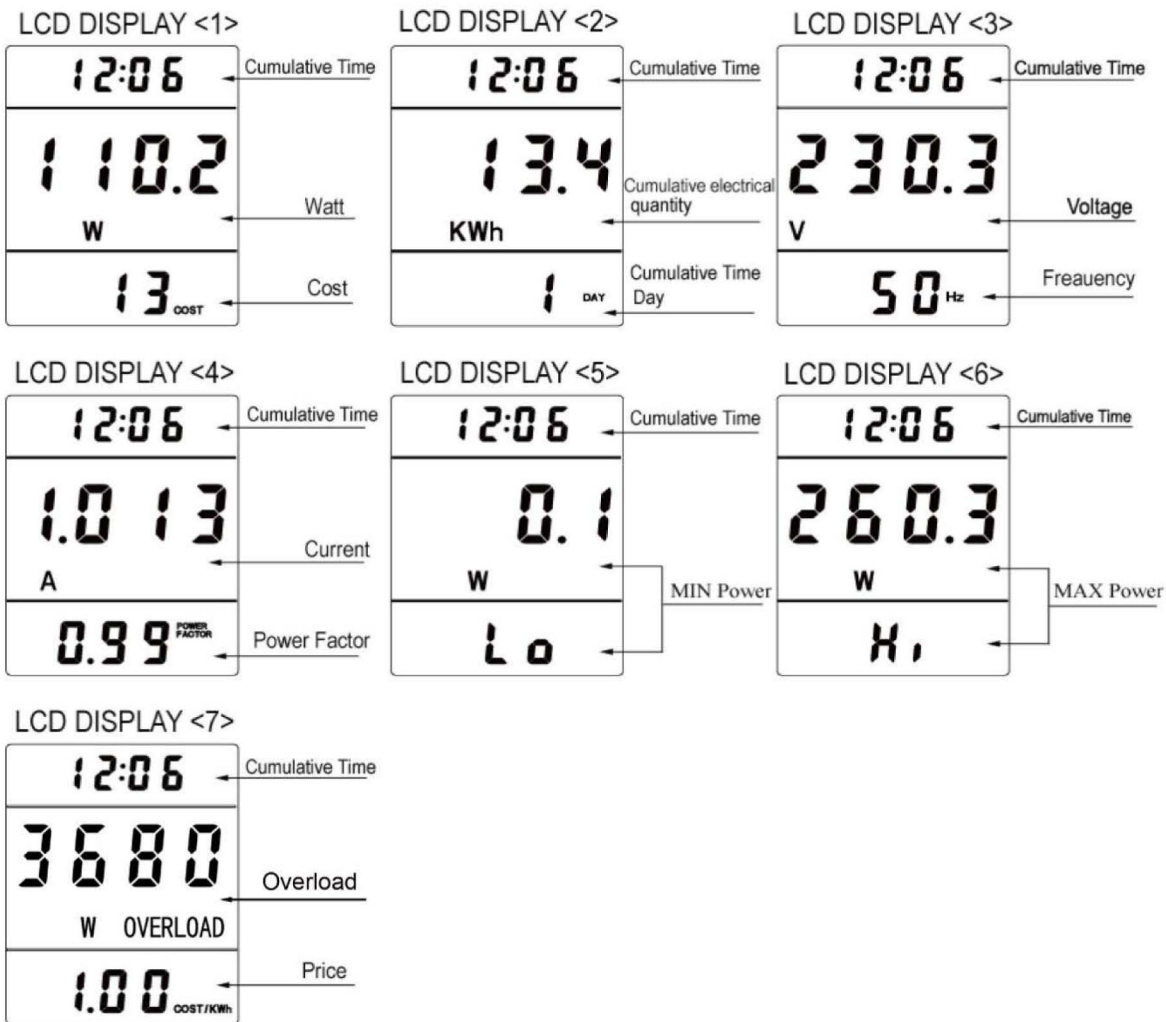 LCD DISPLAY <1>
12:06
Cumulative Time
110.2
W
Watt
13 COST
Cost
LCD DISPLAY <2>
12:06
Cumulative Time
13.4
KWh
Cumulative electrical
quantity
1 DAY
Cumulative Time
Day
LCD DISPLAY <3>
12:06
Cumulative Time
230.3
V
Voltage
50 Hz
Freauency
LCD DISPLAY <4>
12:06
Cumulative Time
1.013
A
Current
0.99 POWER
FACTOR
Power Factor
LCD DISPLAY <5>
12:06
Cumulative Time
0.1
W
MIN Power
Lo
LCD DISPLAY <6>
12:06
Cumulative Time
260.3
W
MAX Power
Hi
LCD DISPLAY <7>
12:06
Cumulative Time
3680
Overload
W OVERLOAD
1.00 COST/KWh
Price